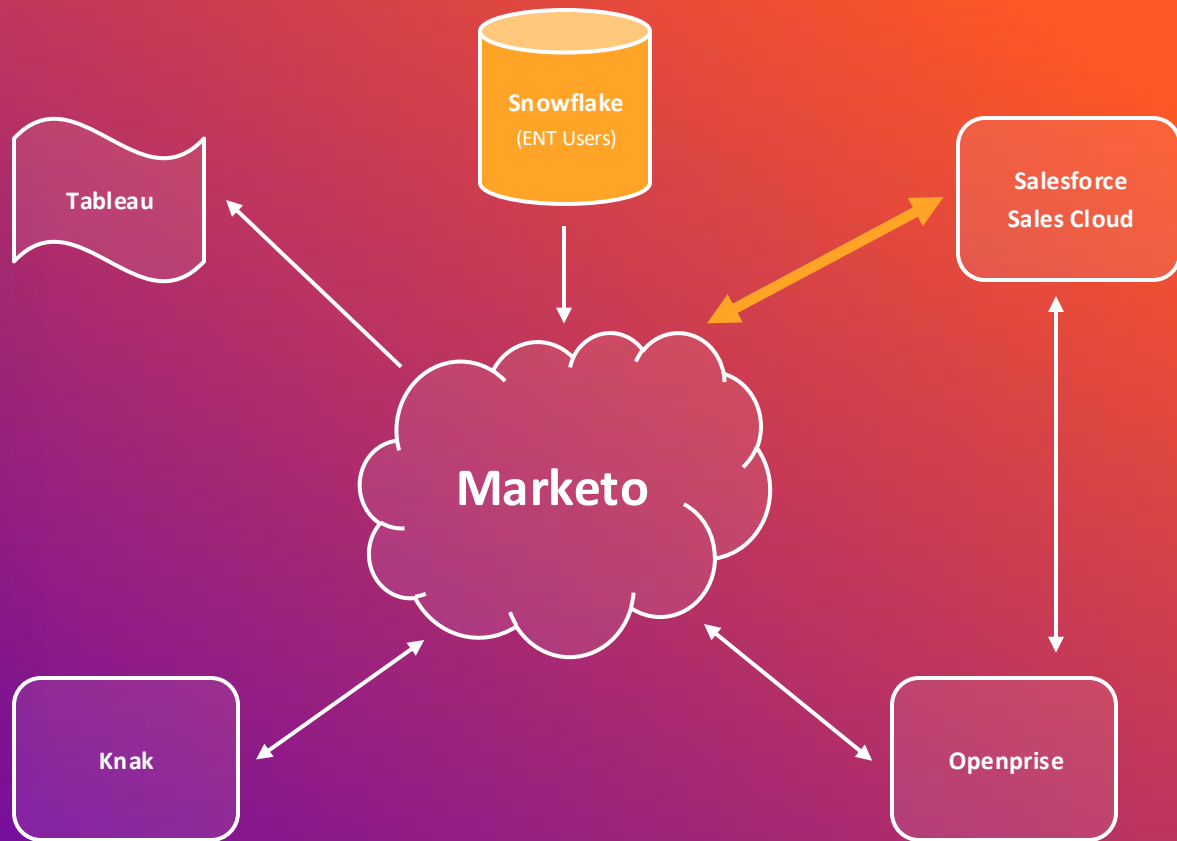 Snowflake
(ENT Users)
Tableau
Salesforce
Sales Cloud
Marketo
Knak
Openprise